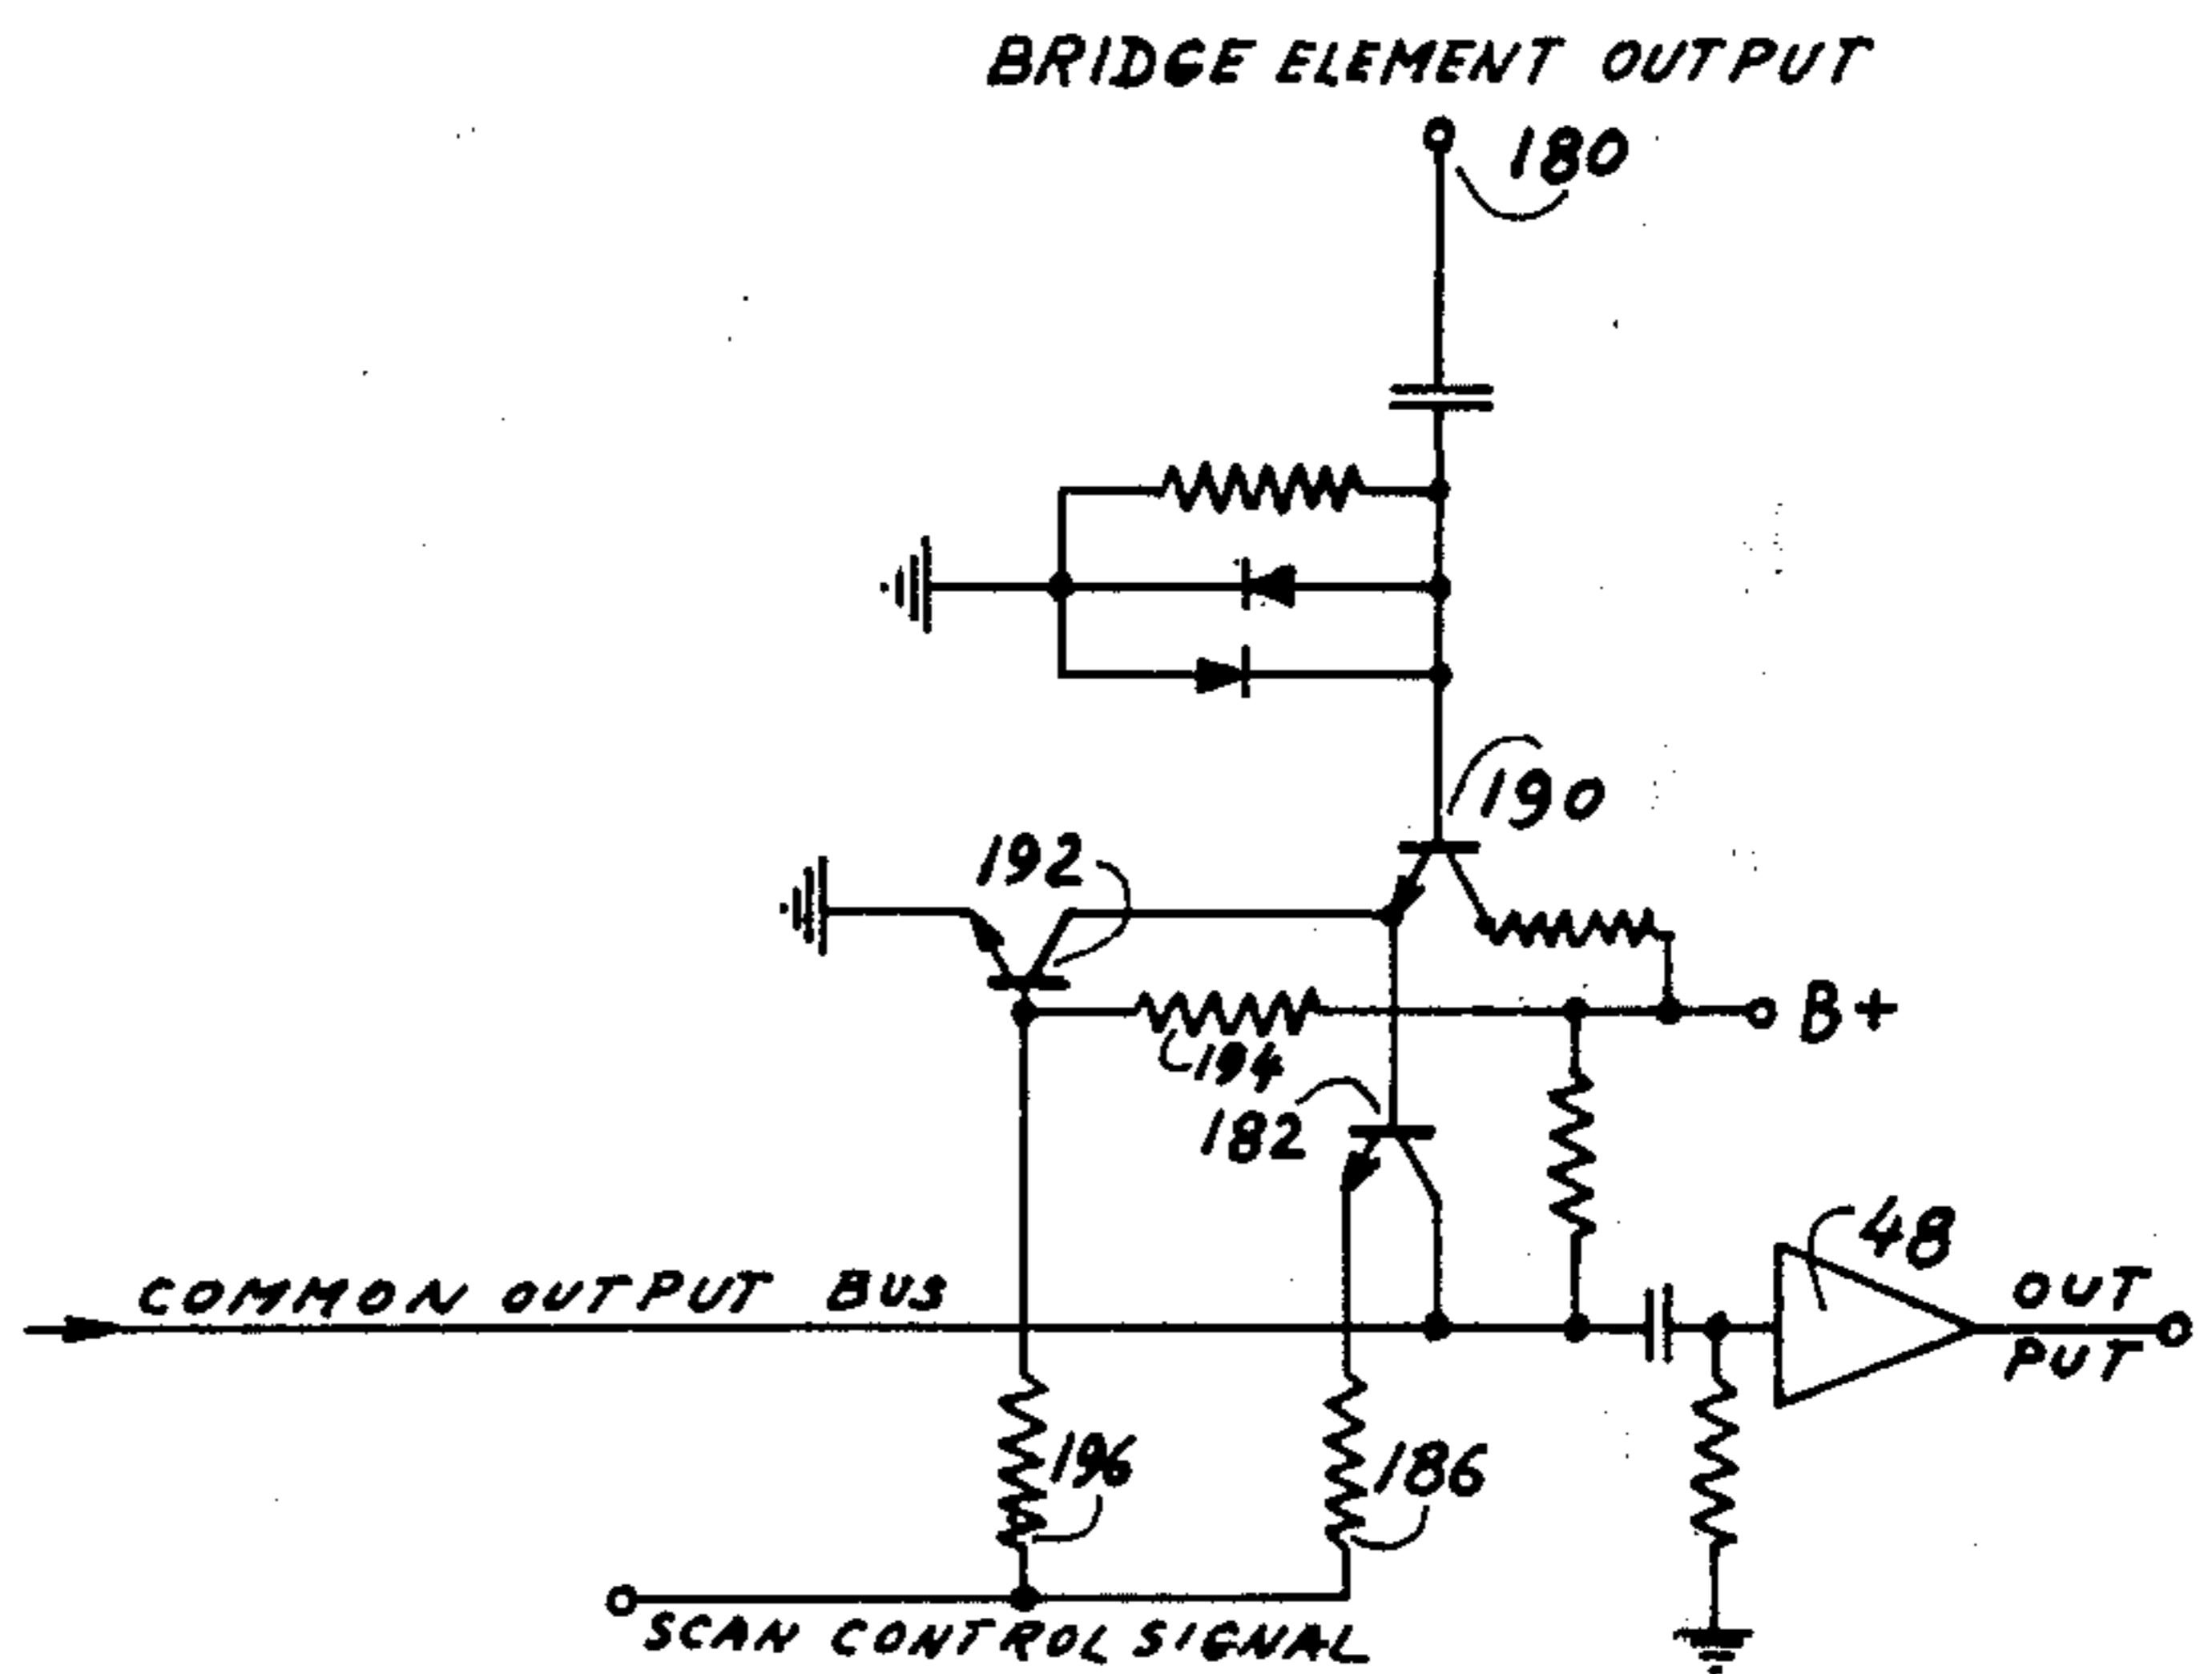 BRIDGE ELEMENT OUTPUT
180
190
192
B+
194
182
48
COMMON OUTPUT BUS
OUT
PUT
196
186
SCAN CONTROL SIGNAL